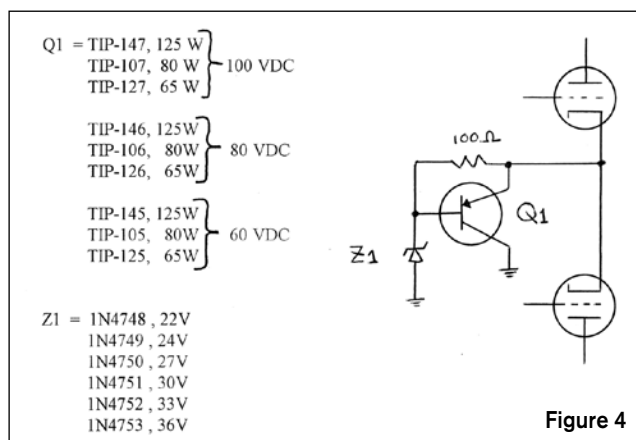 Q1 = TIP-147, 125 W
TIP-107, 80 W
TIP-127, 65 W
100 VDC
TIP-146, 125W
TIP-106, 80W
TIP-126, 65W
80 VDC
TIP-145, 125W
TIP-105, 80W
TIP-125, 65W
60 VDC
Z1 = 1N4748 , 22V
1N4749 , 24V
1N4750 , 27V
1N4751 , 30V
1N4752 , 33V
1N4753 , 36V
100Ω
Q1
Z1
Figure 4